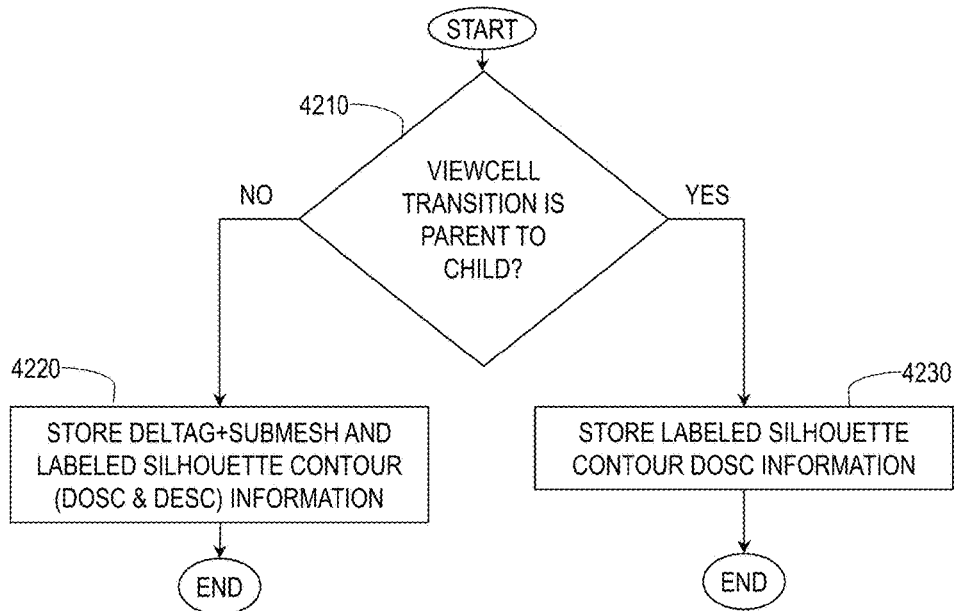 START
4210
VIEWCELL
TRANSITION IS
PARENT TO
CHILD?
NO
YES
4220
STORE DELTAG+SUBMESH AND
LABELED SILHOUETTE CONTOUR
(DOSC & DESC) INFORMATION
END
4230
STORE LABELED SILHOUETTE
CONTOUR DOSC INFORMATION
END